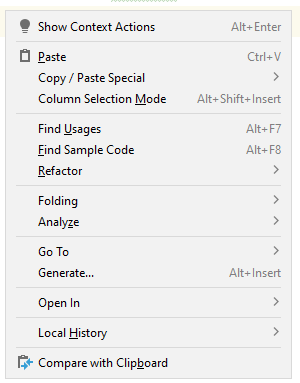 Show Context Actions Alt+Enter
Paste Ctrl+V
Copy / Paste Special
Column Selection Mode Alt+Shift+Insert
Find Usages Alt+F7
Find Sample Code Alt+F8
Refactor
Folding
Analyze
Go To
Generate... Alt+Insert
Open In
Local History
Compare with Clipboard